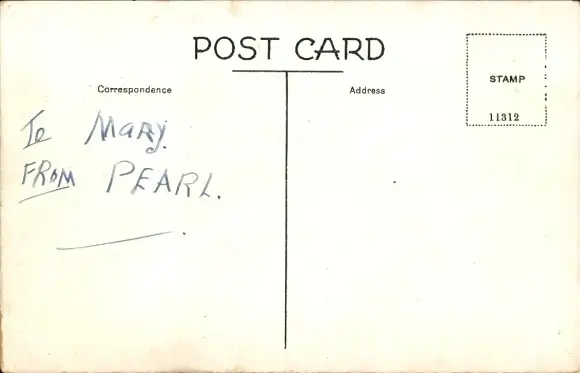 POST CARD
Correspondence
Address
STAMP
11312
To Mary.
FROM PEARL.